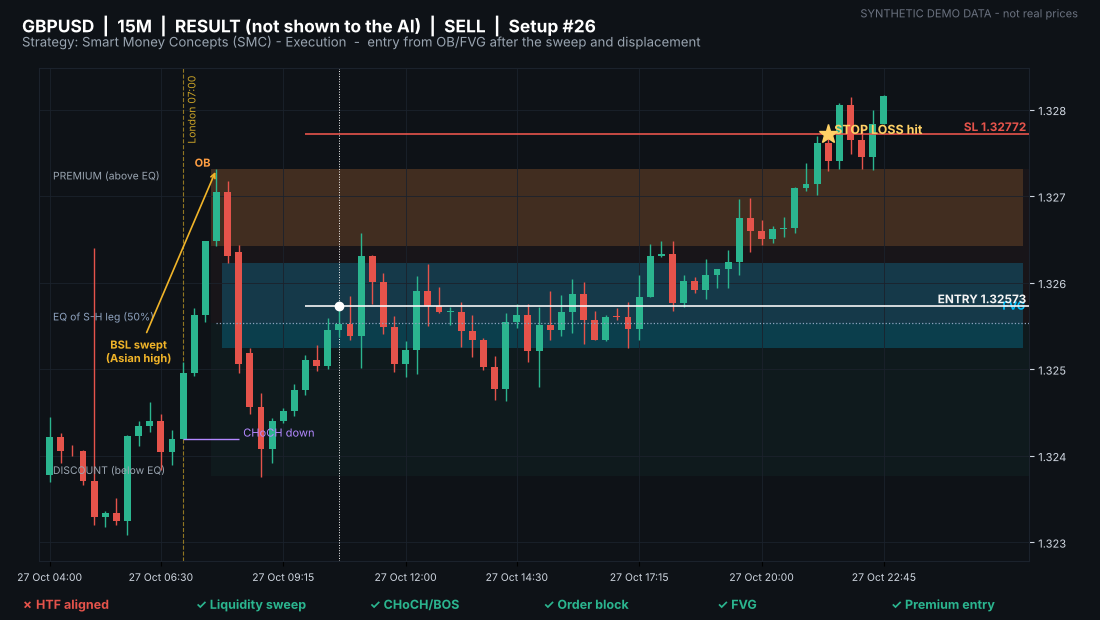 GBPUSD | 15M | RESULT (not shown to the AI) | SELL | Setup #26
SYNTHETIC DEMO DATA - not real prices
Strategy: Smart Money Concepts (SMC) - Execution - entry from OB/FVG after the sweep and displacement
London 07:00
1.328
STOP LOSS hit
SL 1.32772
OB
PREMIUM (above EQ)
1.327
1.326
ENTRY 1.32573
FVG
EQ of S-H leg (50%)
BSL swept
(Asian high)
1.325
CHoCH down
1.324
DISCOUNT (below EQ)
1.323
27 Oct 04:00
27 Oct 06:30
27 Oct 09:15
27 Oct 12:00
27 Oct 14:30
27 Oct 17:15
27 Oct 20:00
27 Oct 22:45
× HTF aligned
✓ Liquidity sweep
✓ CHoCH/BOS
✓ Order block
✓ FVG
✓ Premium entry